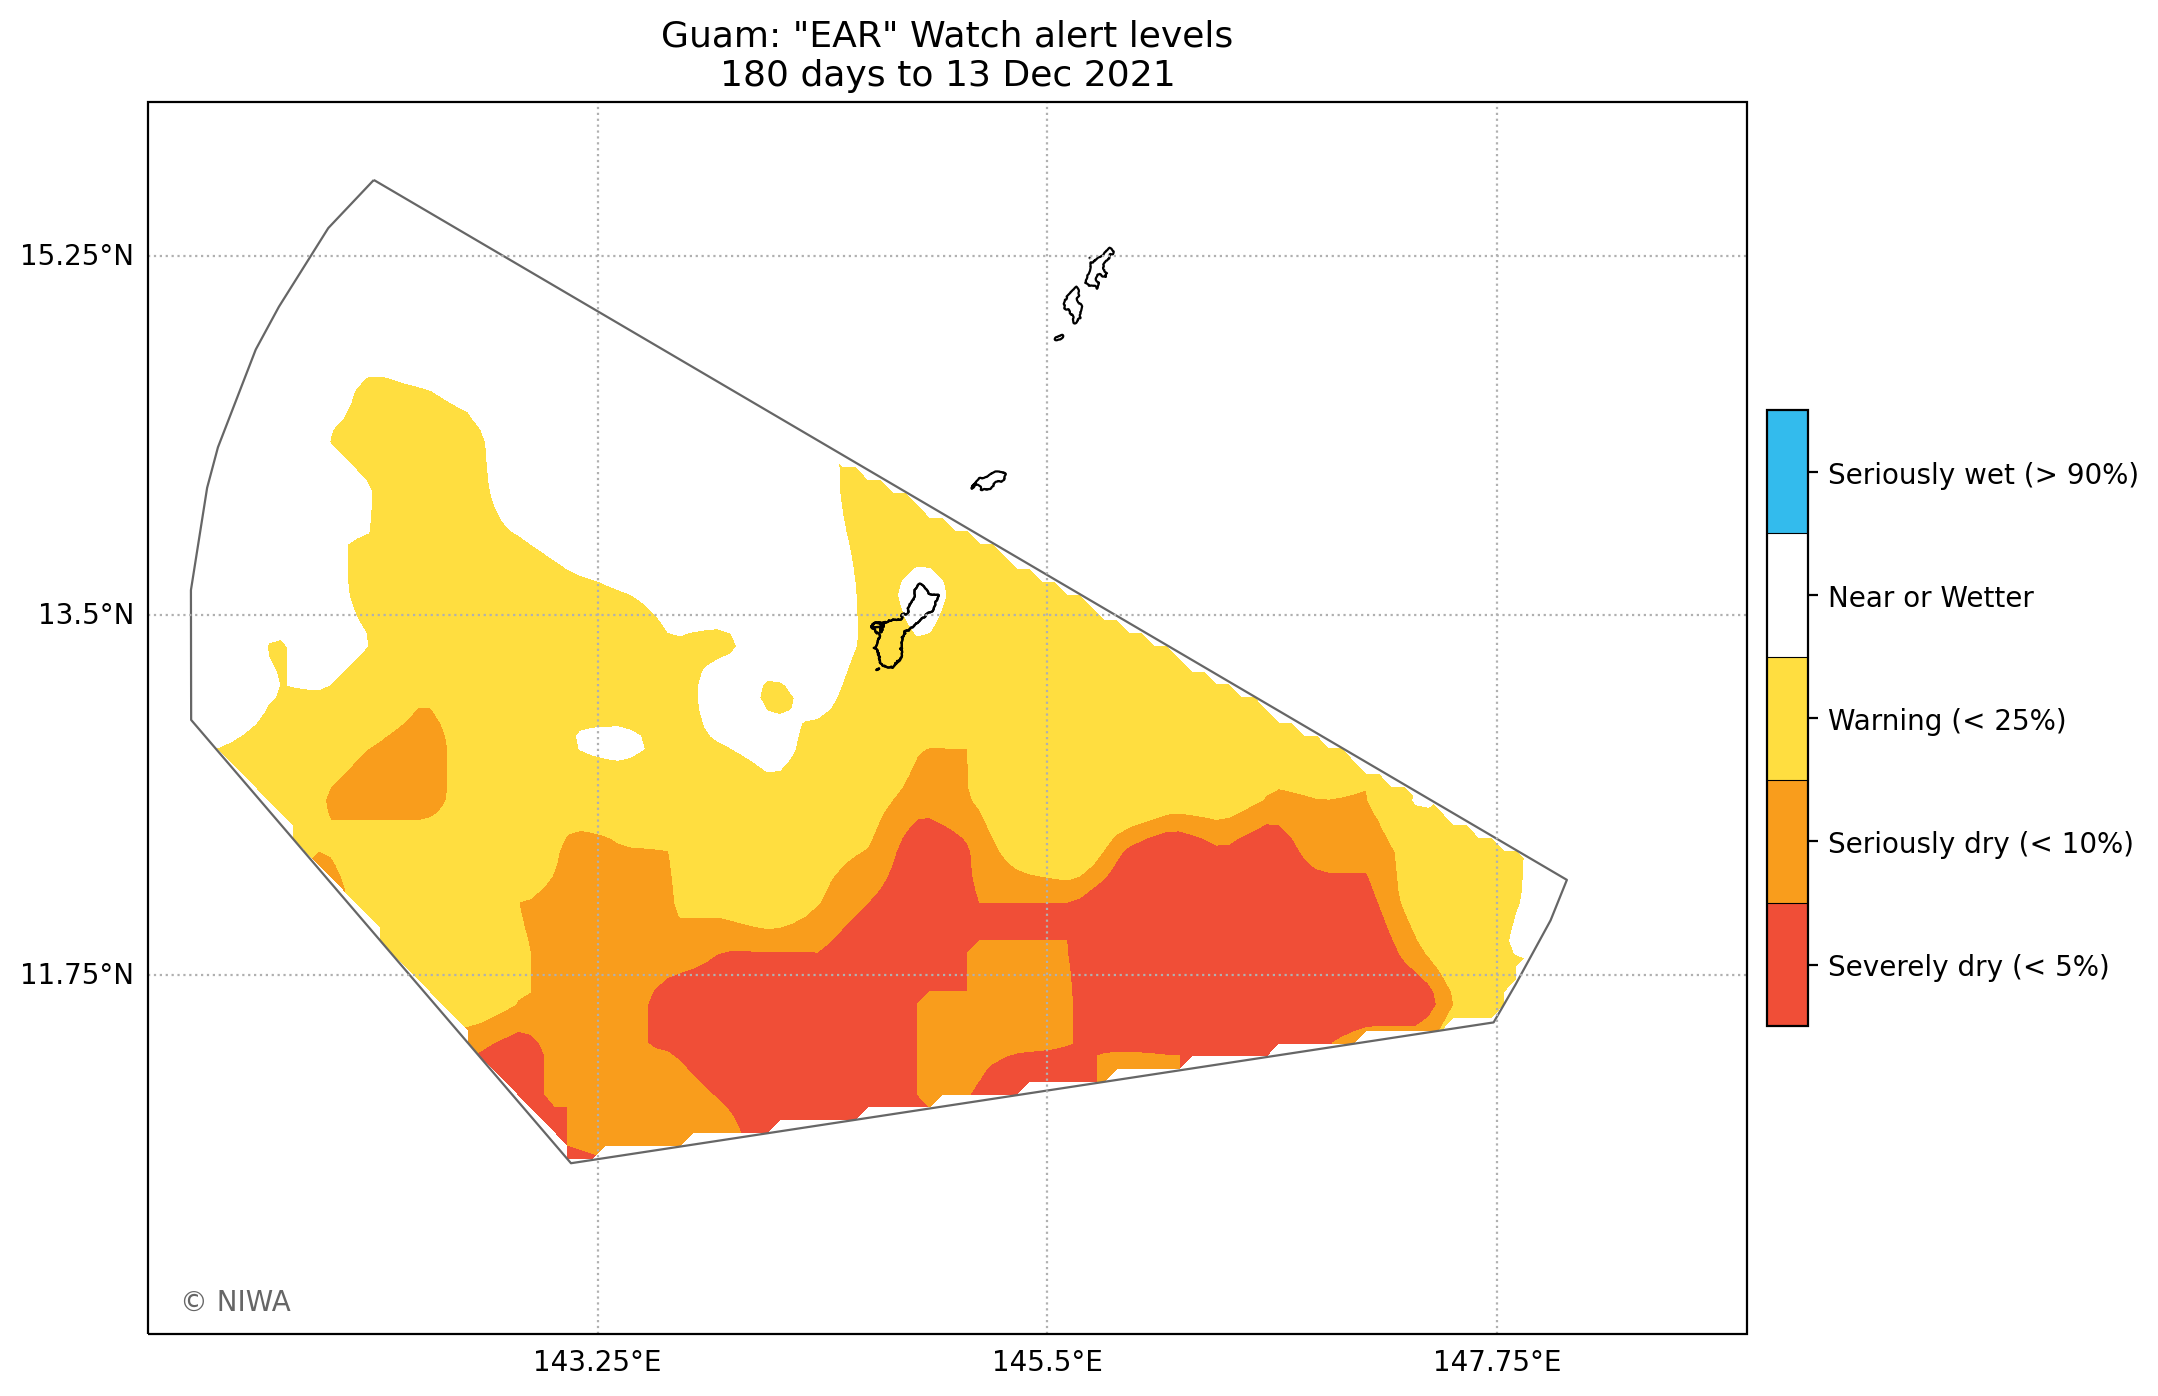 Guam: "EAR" Watch alert levels
180 days to 13 Dec 2021
15.25°N
13.5°N
11.75°N
143.25°E
145.5°E
147.75°E
Seriously wet (> 90%)
Near or Wetter
Warning (< 25%)
Seriously dry (< 10%)
Severely dry (< 5%)
© NIWA